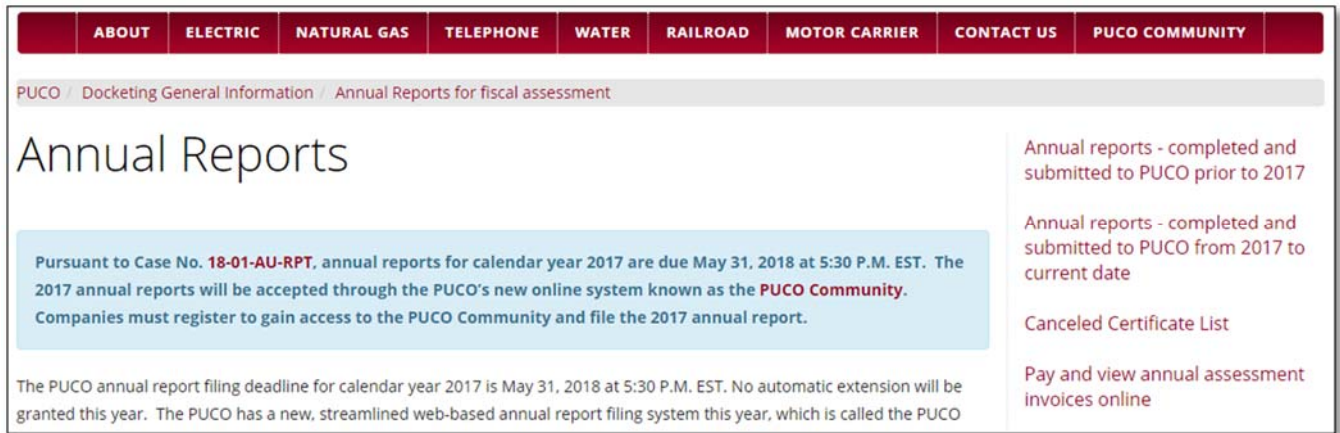 ABOUT ELECTRIC NATURAL GAS TELEPHONE WATER RAILROAD MOTOR CARRIER CONTACT US PUCO COMMUNITY
PUCO / Docketing General Information / Annual Reports for fiscal assessment
Annual Reports
Pursuant to Case No. 18-01-AU-RPT, annual reports for calendar year 2017 are due May 31, 2018 at 5:30 P.M. EST. The
2017 annual reports will be accepted through the PUCO's new online system known as the PUCO Community.
Companies must register to gain access to the PUCO Community and file the 2017 annual report.
The PUCO annual report filing deadline for calendar year 2017 is May 31, 2018 at 5:30 P.M. EST. No automatic extension will be
granted this year. The PUCO has a new, streamlined web-based annual report filing system this year, which is called the PUCO
Annual reports - completed and
submitted to PUCO prior to 2017
Annual reports - completed and
submitted to PUCO from 2017 to
current date
Canceled Certificate List
Pay and view annual assessment
invoices online